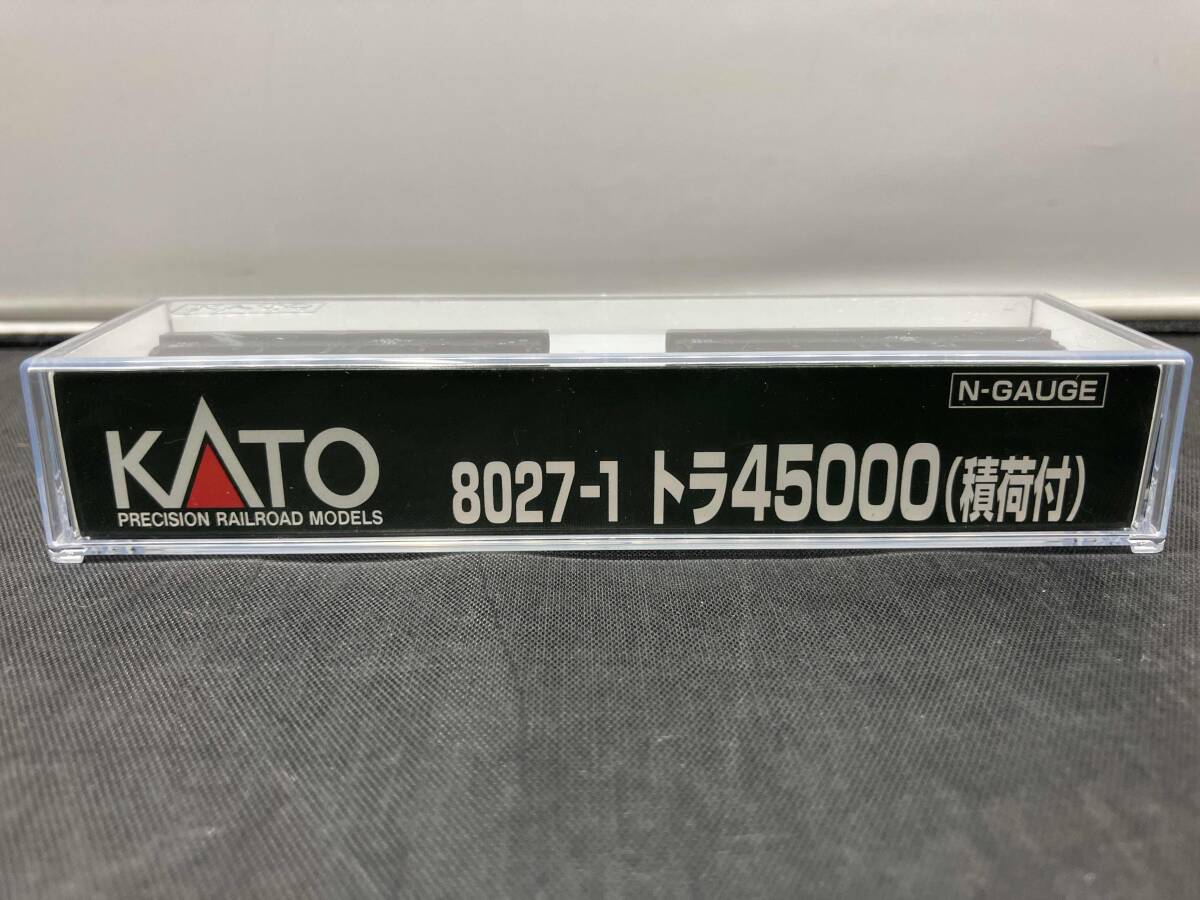 N-GAUGE
KATO
PRECISION RAILROAD MODELS
8027-1 トラ45000(積荷付)